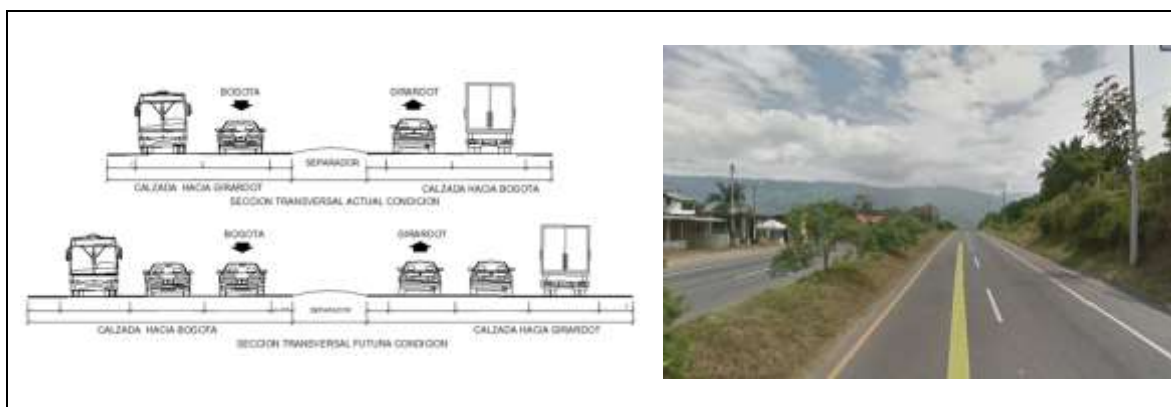 BOGOTA GIRARDOT
SEPARADOR
CALZADA HACIA GIRARDOT CALZADA HACIA BOGOTA
SECCION TRANSVERSAL ACTUAL CONDICION
BOGOTA GIRARDOT
SEPARADOR
CALZADA HACIA BOGOTA CALZADA HACIA GIRARDOT
SECCION TRANSVERSAL FUTURA CONDICION